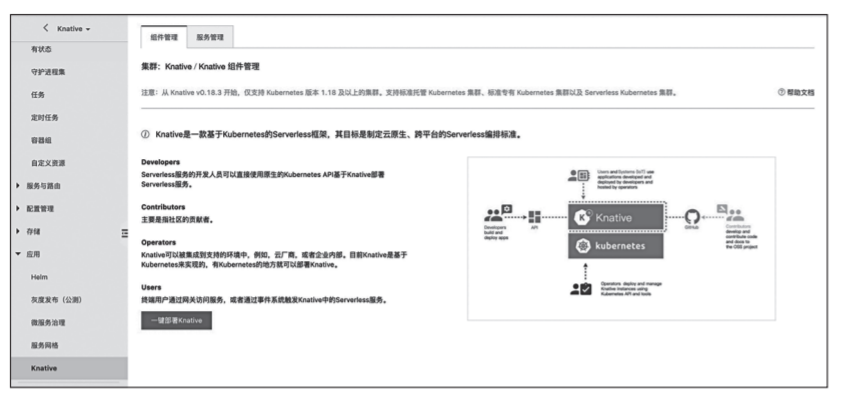 Knative
有状态
守护进程集
任务
定时任务
容器组
自定义资源
服务与路由
配置管理
存储
应用
Helm
灰度发布（公测）
微服务治理
服务网格
Knative
组件管理
服务管理
集群：Knative / Knative 组件管理
注意：从 Knative v0.18.3 开始，仅支持 Kubernetes 版本 1.18 及以上的集群。支持标准托管 Kubernetes 集群、标准专有 Kubernetes 集群以及 Serverless Kubernetes 集群。
帮助文档
Knative是一款基于Kubernetes的Serverless框架，其目标是制定云原生、跨平台的Serverless编排标准。
Developers
Serverless服务的开发人员可以直接使用原生的Kubernetes API基于Knative部署
Serverless服务。
Contributors
主要是指社区的贡献者。
Operators
Knative可以被集成到支持的环境中，例如，云厂商，或者企业内部。目前Knative是基于
Kubernetes来实现的，有Kubernetes的地方就可以部署Knative。
Users
终端用户通过网关访问服务，或者通过事件系统触发Knative中的Serverless服务。
一键部署Knative
Users and Systems (IoT) use
applications developed and
deployed by developers and
hosted by operators
Developers
build and
deploy apps
API
Knative
kubernetes
GitHub
Contributors
develop and
contribute code
and docs to
the OSS project
Operators deploy and manage
Knative instances using
Kubernetes API and tools